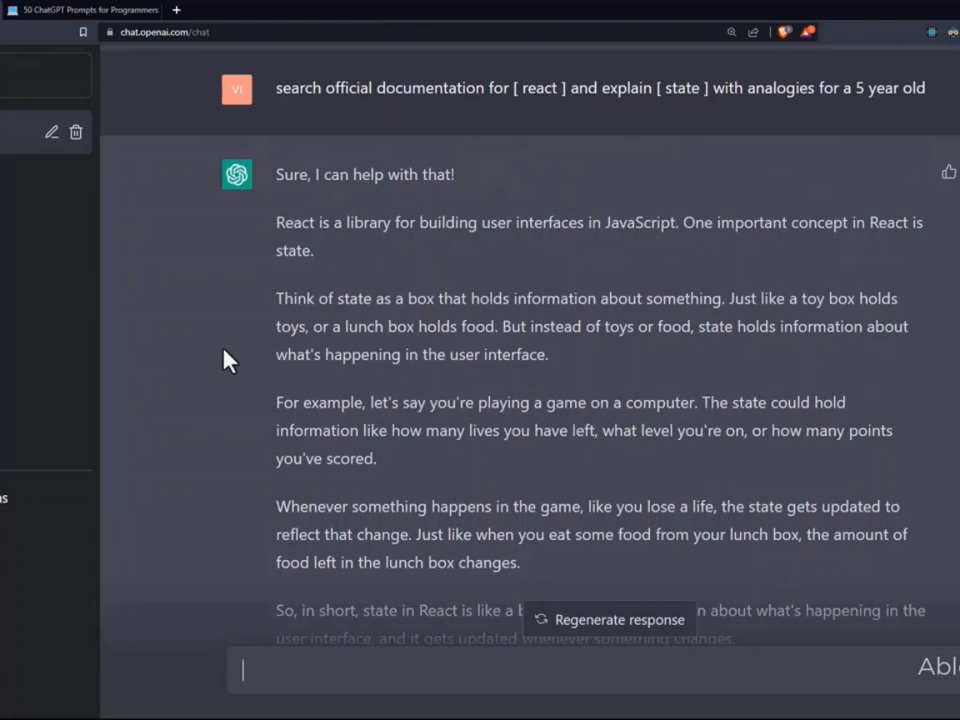 50 ChatGPT Prompts for Programmers
chat.openai.com/chat
VI
search official documentation for [ react ] and explain [ state ] with analogies for a 5 year old
Sure, I can help with that!
React is a library for building user interfaces in JavaScript. One important concept in React is
state.
Think of state as a box that holds information about something. Just like a toy box holds
toys, or a lunch box holds food. But instead of toys or food, state holds information about
what's happening in the user interface.
For example, let's say you're playing a game on a computer. The state could hold
information like how many lives you have left, what level you're on, or how many points
you've scored.
Whenever something happens in the game, like you lose a life, the state gets updated to
reflect that change. Just like when you eat some food from your lunch box, the amount of
food left in the lunch box changes.
So, in short, state in React is like a b
n about what's happening in the
Regenerate response
user interface, and it gets updated whenever something changes.
s
Abl